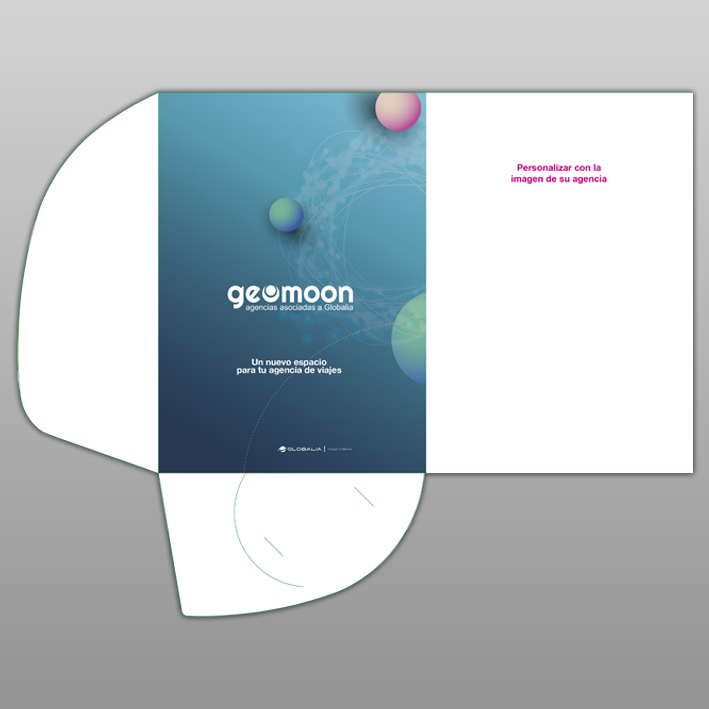 geomoon
agencias asociadas a Globalia
Un nuevo espacio
para tu agencia de viajes
GLOBALIA
Personalizar con la
imagen de su agencia